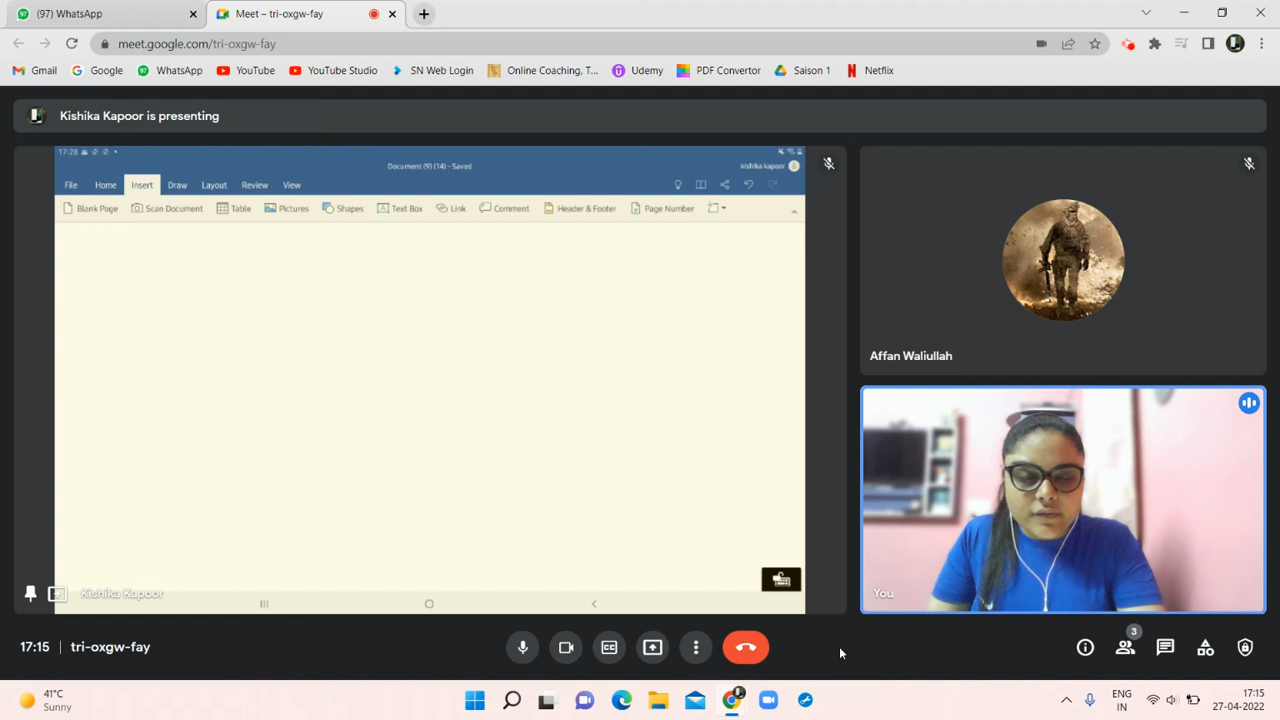 (97) WhatsApp
Meet – tri-oxgw-fay
meet.google.com/tri-oxgw-fay
Gmail
Google
WhatsApp
YouTube
YouTube Studio
SN Web Login
Online Coaching, T...
Udemy
PDF Convertor
Saison 1
Netflix
Kishika Kapoor is presenting
17:28
Document (9) (14) - Saved
kishika kapoor
File Home Insert Draw Layout Review View
Blank Page Scan Document Table Pictures Shapes Text Box Link Comment Header & Footer Page Number
Kishika Kapoor
Affan Waliullah
You
17:15 | tri-oxgw-fay
3
41°C
Sunny
ENG
IN
17:15
27-04-2022